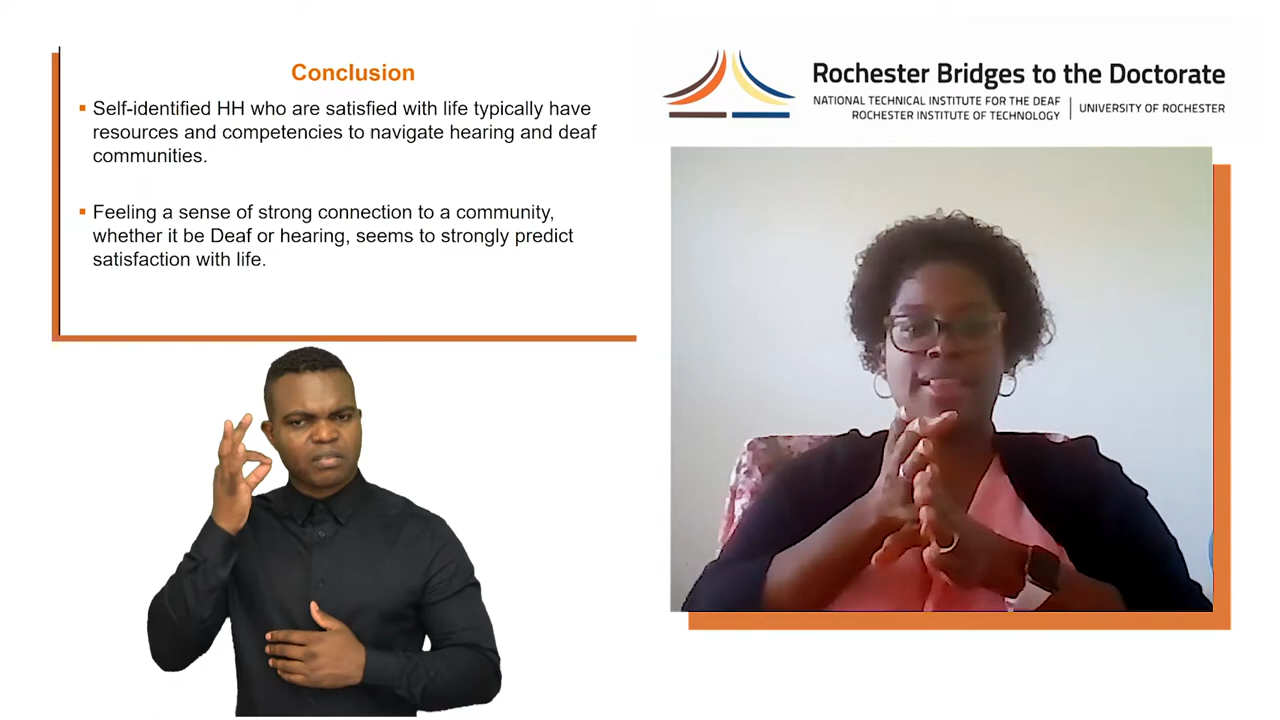 Conclusion
▪ Self-identified HH who are satisfied with life typically have
resources and competencies to navigate hearing and deaf
communities.
▪ Feeling a sense of strong connection to a community,
whether it be Deaf or hearing, seems to strongly predict
satisfaction with life.
Rochester Bridges to the Doctorate
NATIONAL TECHNICAL INSTITUTE FOR THE DEAF
ROCHESTER INSTITUTE OF TECHNOLOGY
UNIVERSITY OF ROCHESTER